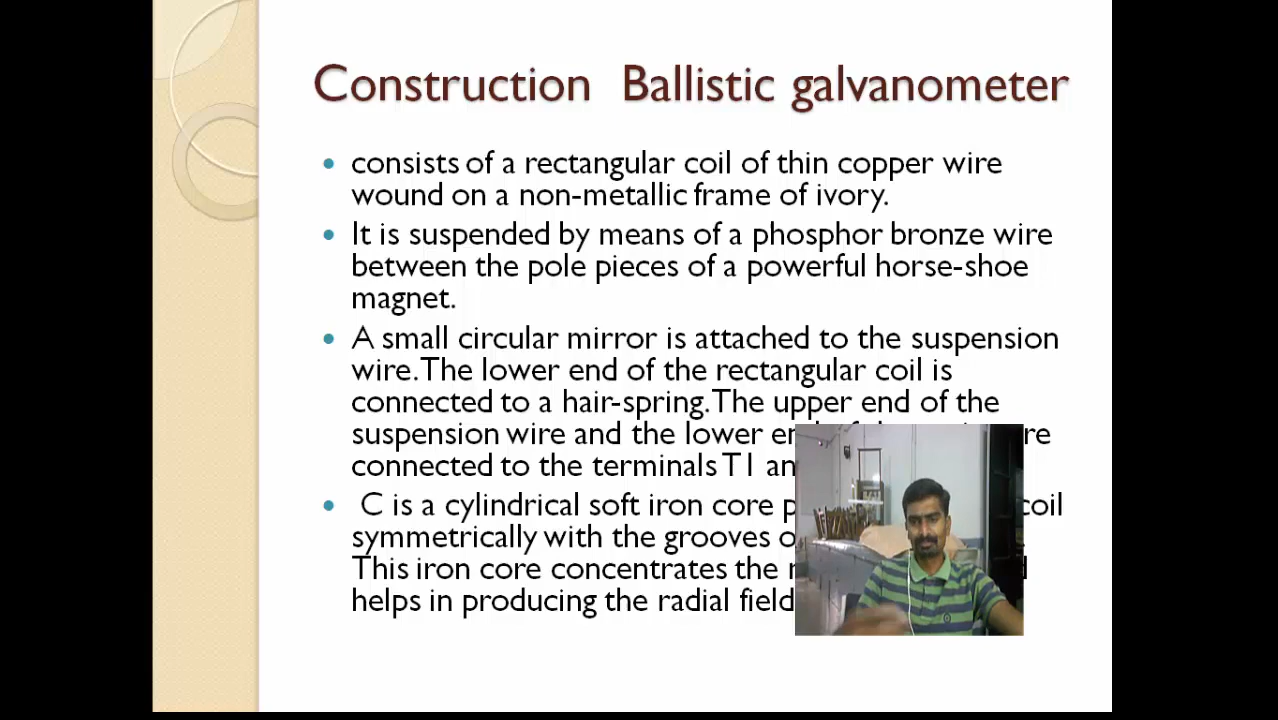 Construction Ballistic galvanometer
• consists of a rectangular coil of thin copper wire
wound on a non-metallic frame of ivory.
• It is suspended by means of a phosphor bronze wire
between the pole pieces of a powerful horse-shoe
magnet.
• A small circular mirror is attached to the suspension
wire. The lower end of the rectangular coil is
connected to a hair-spring. The upper end of the
suspension wire and the lower
connected to the terminals T1
• C is a cylindrical soft iron core coil
symmetrically with the grooves
This iron core concentrates the
helps in producing the radial field